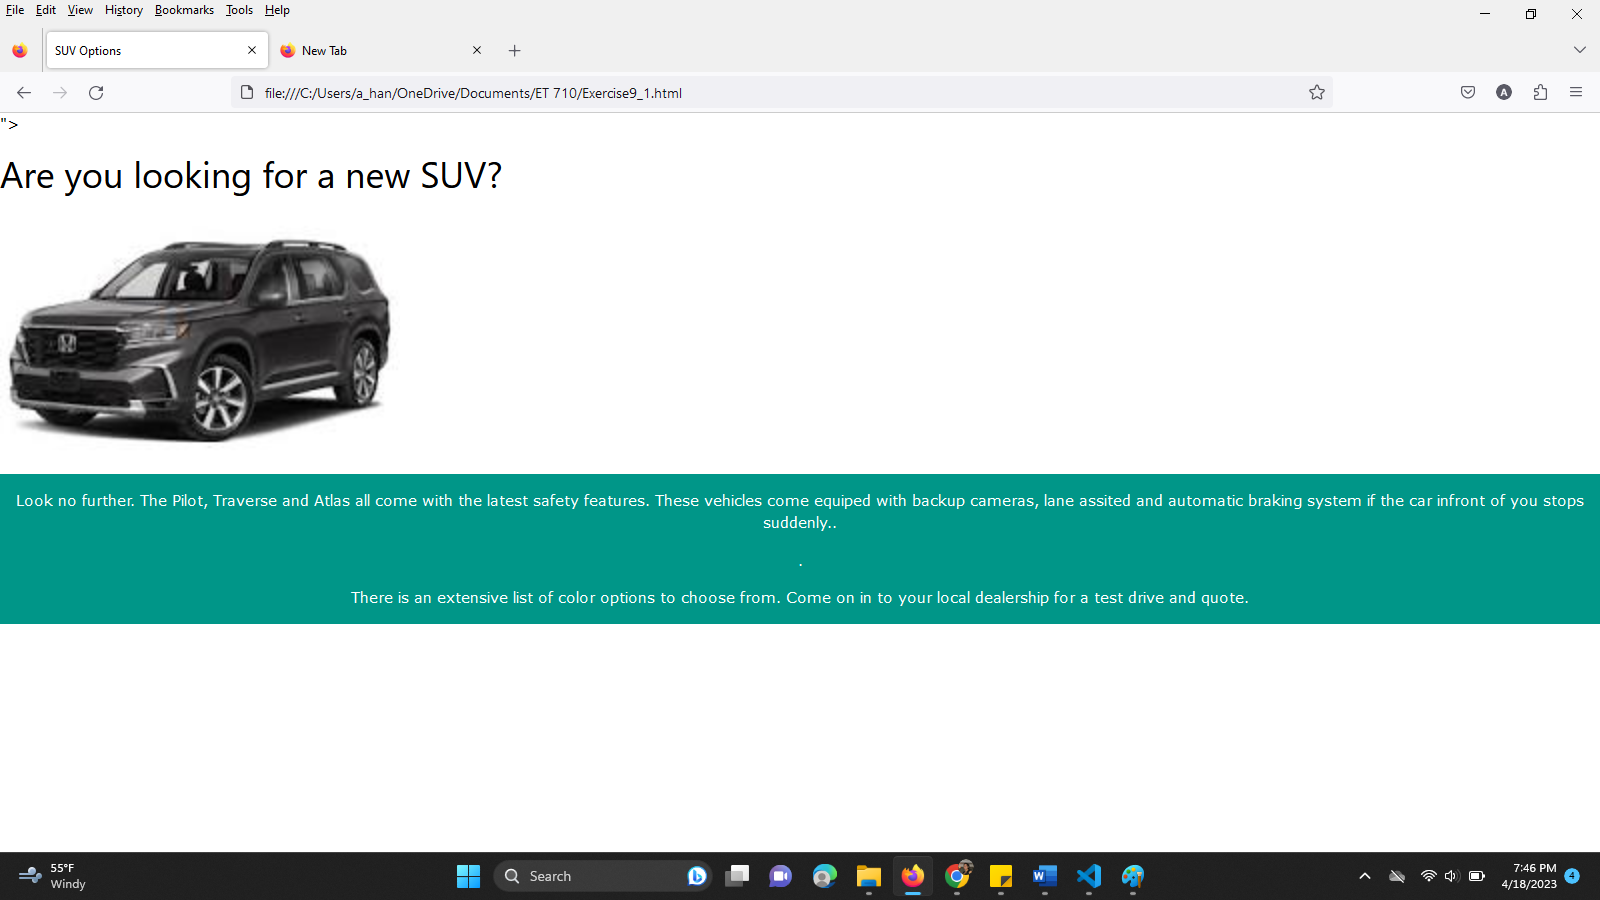 File Edit View History Bookmarks Tools Help
SUV Options
New Tab
file:///C:/Users/a_han/OneDrive/Documents/ET 710/Exercise9_1.html
A
">
Are you looking for a new SUV?
Look no further. The Pilot, Traverse and Atlas all come with the latest safety features. These vehicles come equiped with backup cameras, lane assited and automatic braking system if the car infront of you stops
suddenly..
.
There is an extensive list of color options to choose from. Come on in to your local dealership for a test drive and quote.
55°F
Windy
Search
7:46 PM
4/18/2023
4